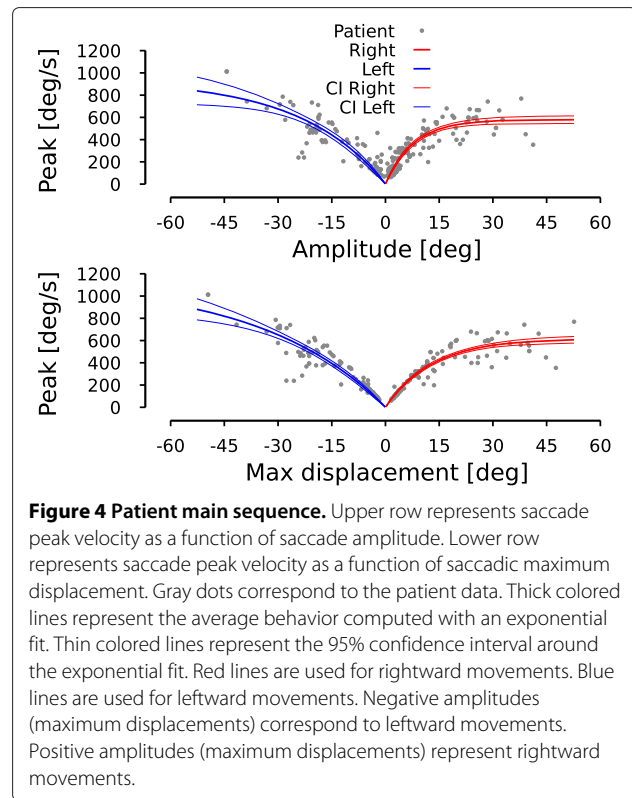 Patient
Right
Left
CI Right
CI Left
1200
1000
800
600
400
200
0
Peak [deg/s]
-60 -45 -30 -15 0 15 30 45 60
Amplitude [deg]
1200
1000
800
600
400
200
0
Peak [deg/s]
-60 -45 -30 -15 0 15 30 45 60
Max displacement [deg]
Figure 4 Patient main sequence. Upper row represents saccade
peak velocity as a function of saccade amplitude. Lower row
represents saccade peak velocity as a function of saccadic maximum
displacement. Gray dots correspond to the patient data. Thick colored
lines represent the average behavior computed with an exponential
fit. Thin colored lines represent the 95% confidence interval around
the exponential fit. Red lines are used for rightward movements. Blue
lines are used for leftward movements. Negative amplitudes
(maximum displacements) correspond to leftward movements.
Positive amplitudes (maximum displacements) represent rightward
movements.